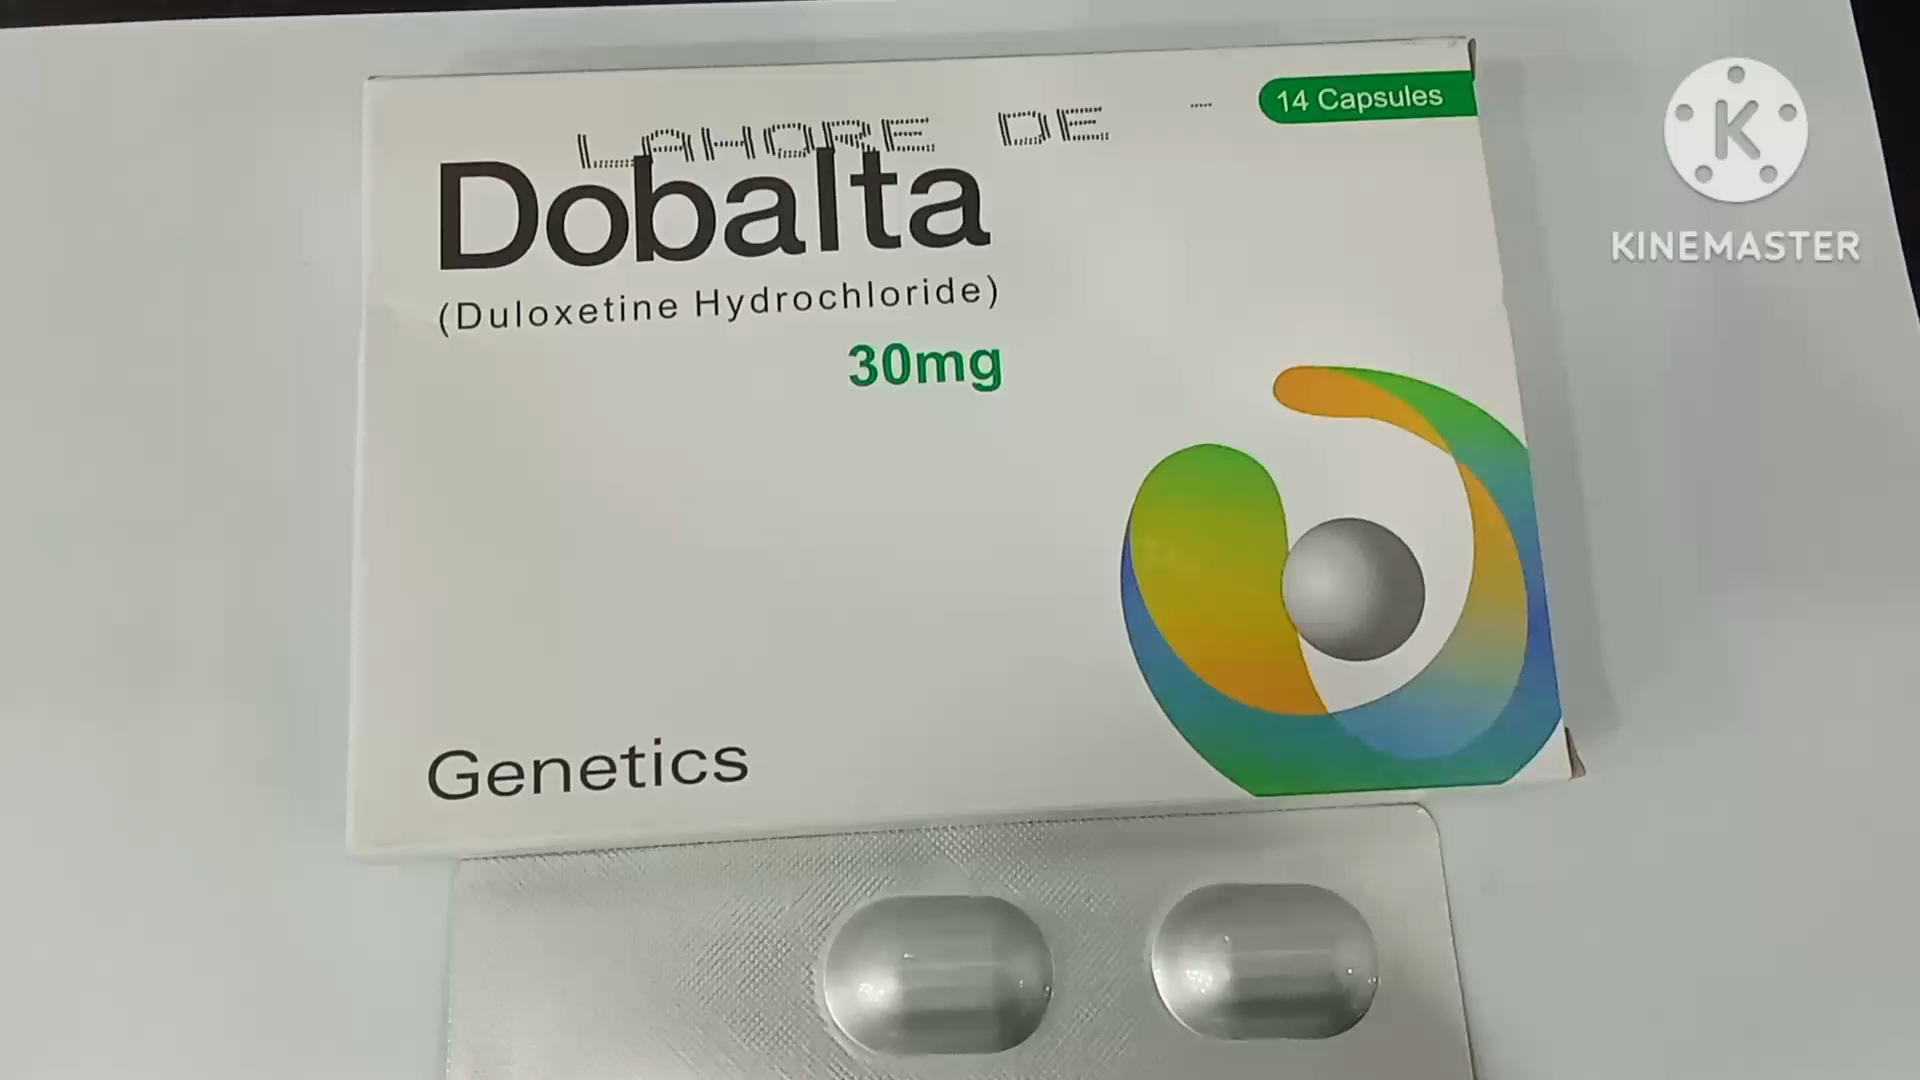 14 Capsules
LAHORE DE
Dobalta
(Duloxetine Hydrochloride)
30mg
Genetics
K
KINEMASTER